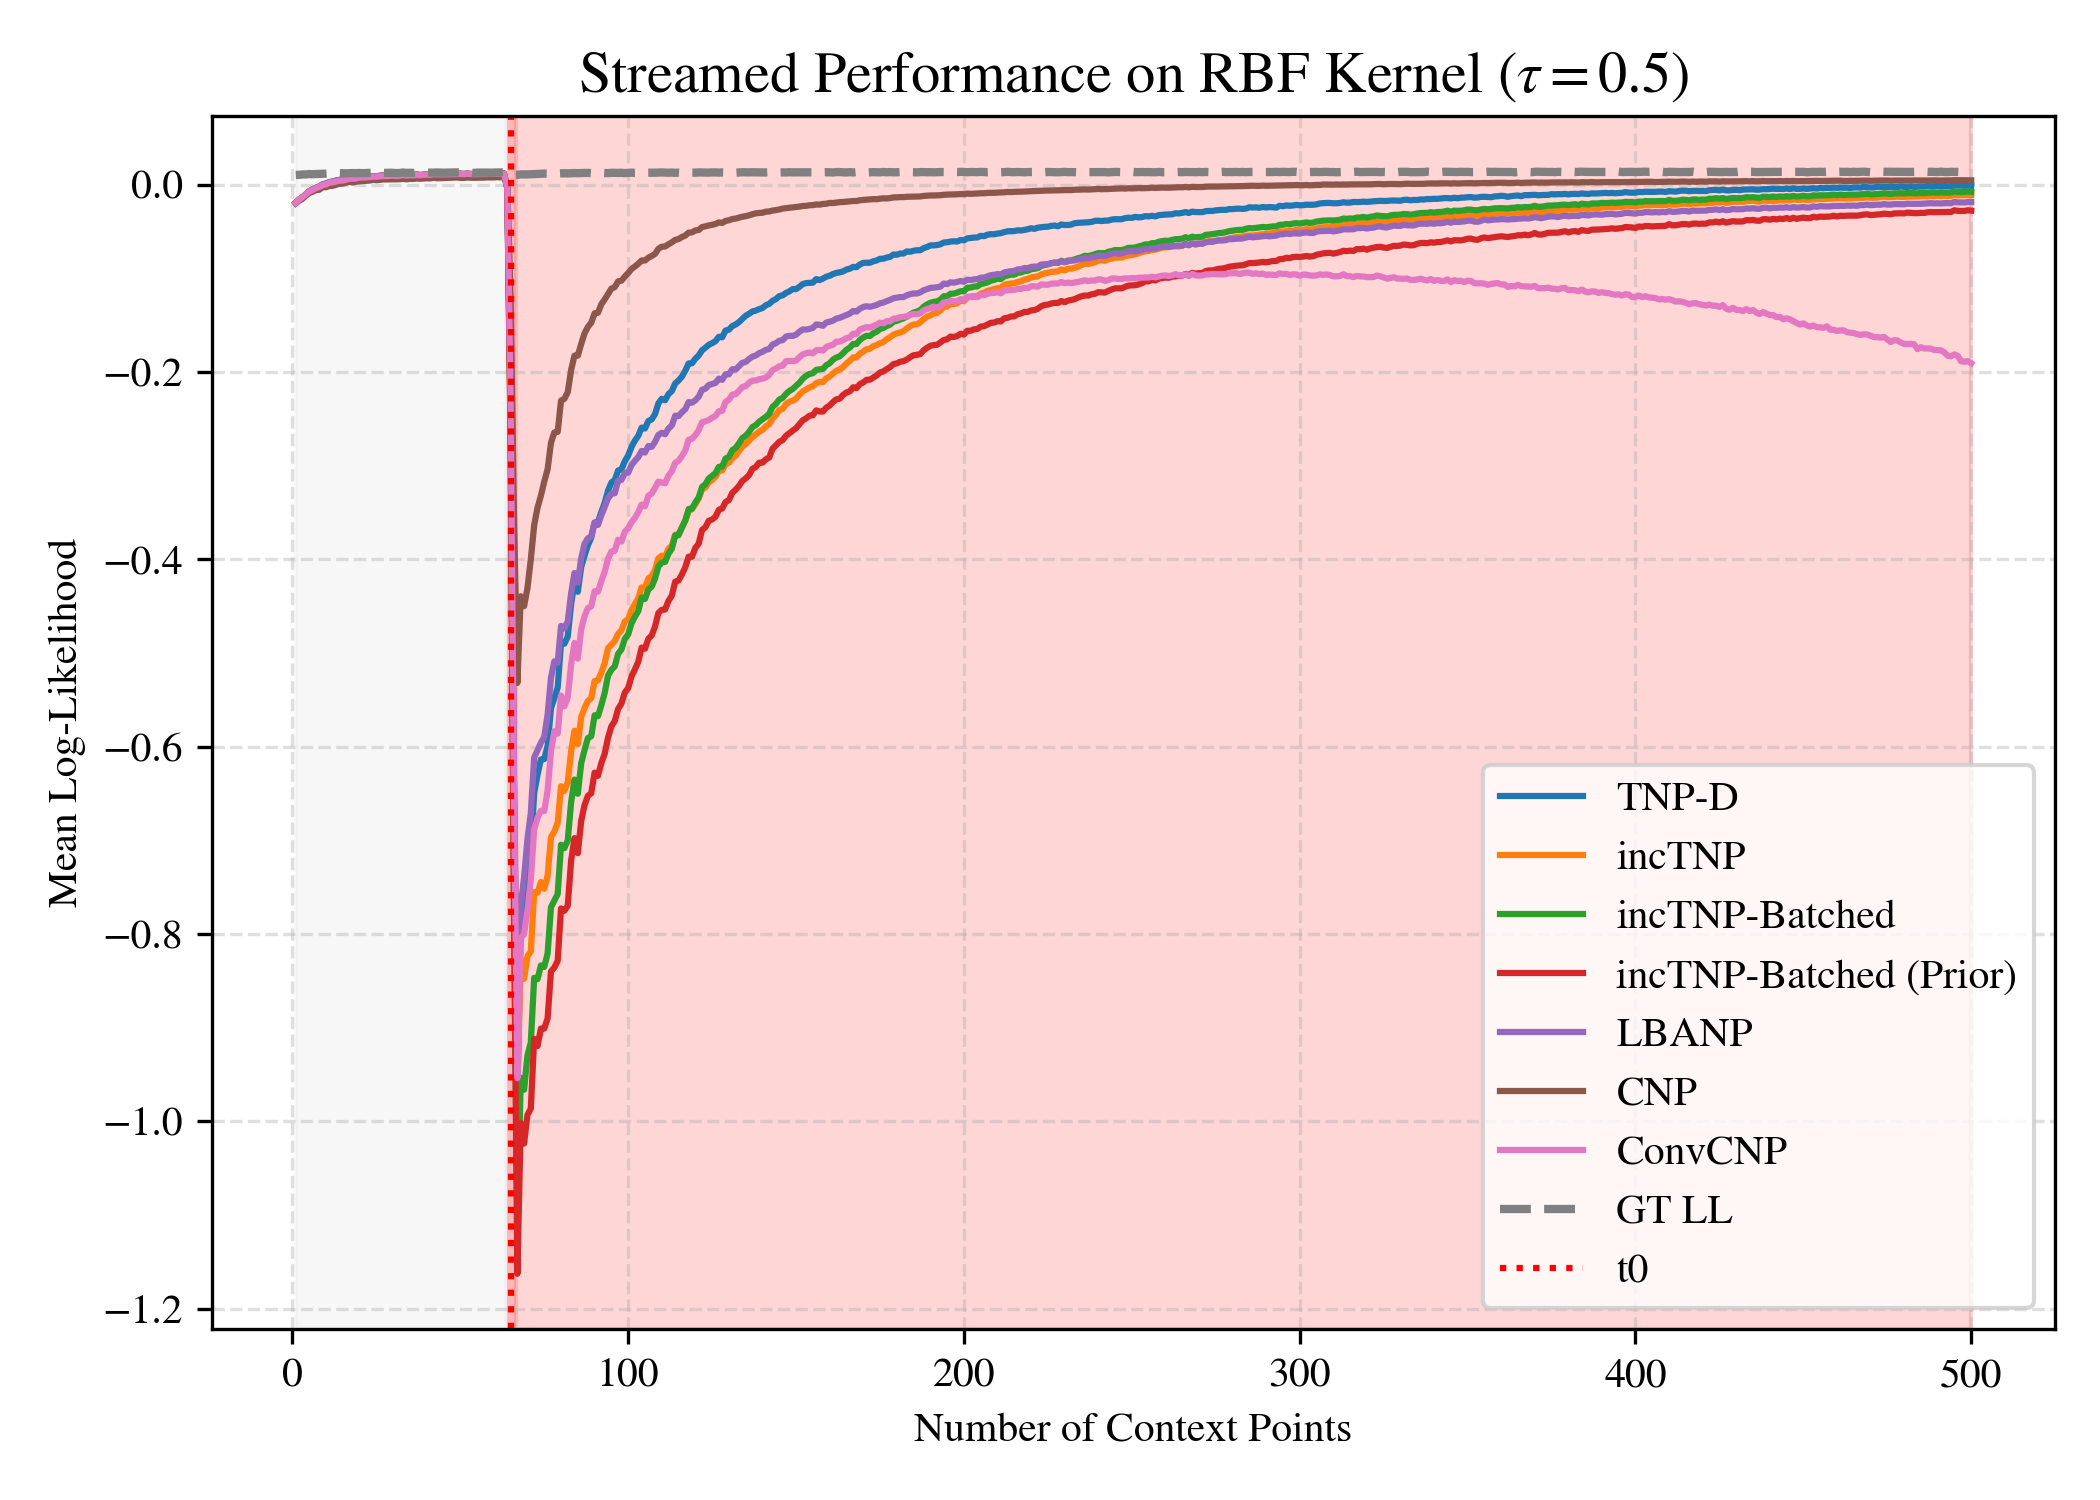 Streamed Performance on RBF Kernel (τ = 0.5)
Mean Log-Likelihood
0.0
−0.2
−0.4
−0.6
−0.8
−1.0
−1.2
TNP-D
incTNP
incTNP-Batched
incTNP-Batched (Prior)
LBANP
CNP
ConvCNP
GT LL
t0
0 100 200 300 400 500
Number of Context Points